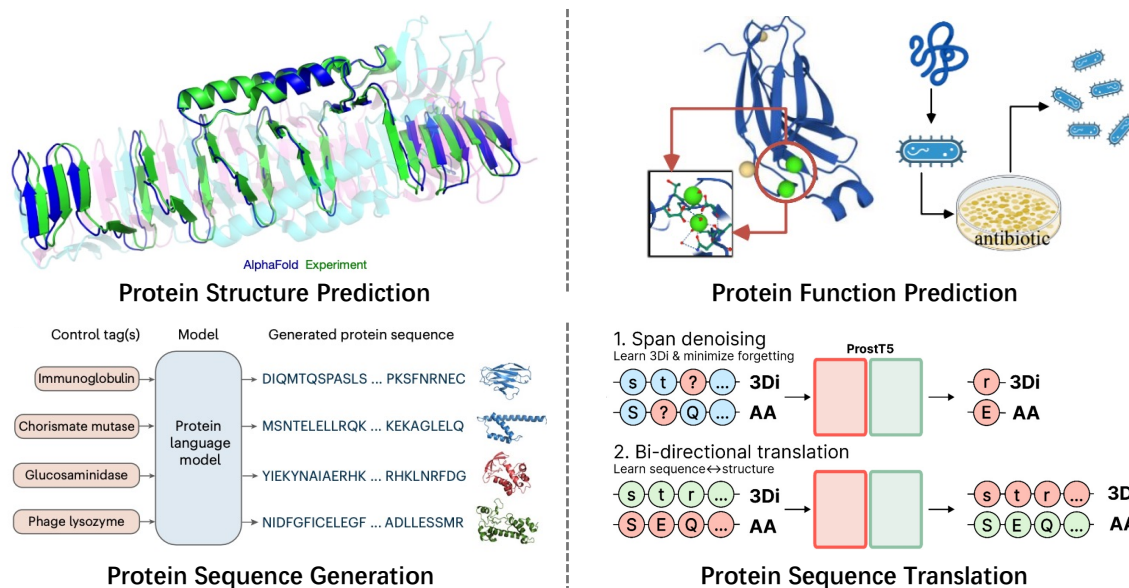 AlphaFold Experiment
Protein Structure Prediction
antibiotic
Protein Function Prediction
Control tag(s) Model Generated protein sequence
Immunoglobulin
DIQMTQSPASLS ... PKSFNRNEC
Chorismate mutase
MSNTELELLRQK ... KEKAGLELQ
Protein
language
model
Glucosaminidase
YIEKYNAIAERHK ... RHKLNRFDG
Phage lysozyme
NIDFGFICELEGF ... ADLLESSMR
Protein Sequence Generation
1. Span denoising
Learn 3Di & minimize forgetting
ProstT5
s t ? ... 3Di
S ? Q ... AA
r 3Di
E AA
2. Bi-directional translation
Learn sequence↔structure
s t r ... 3Di
S E Q ... AA
s t r ... 3D
S E Q ... AA
Protein Sequence Translation